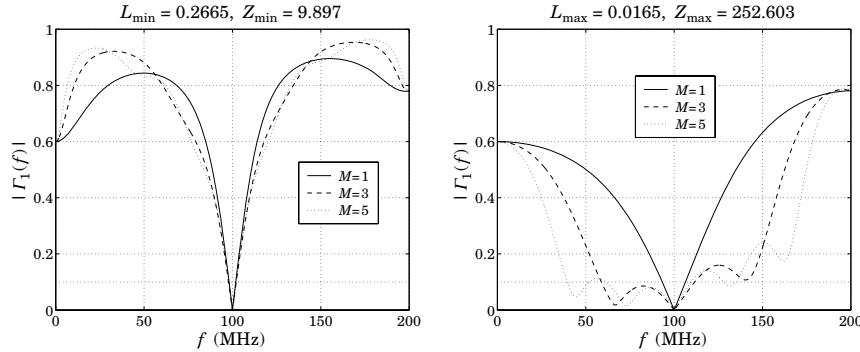 L_min = 0.2665, Z_min = 9.897
1
0.8
0.6
0.4
0.2
0
0
50
100
150
200
| Γ₁(f) |
f (MHz)
M=1
M=3
M=5
L_max = 0.0165, Z_max = 252.603
1
0.8
0.6
0.4
0.2
0
0
50
100
150
200
| Γ₁(f) |
f (MHz)
M=1
M=3
M=5